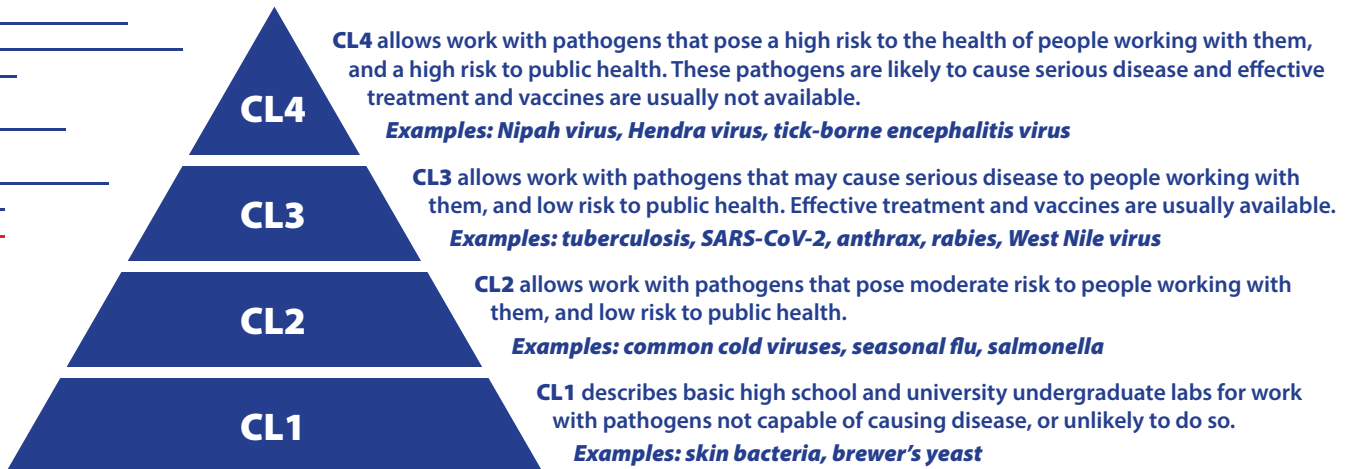 CL4
CL4 allows work with pathogens that pose a high risk to the health of people working with them,
and a high risk to public health. These pathogens are likely to cause serious disease and effective
treatment and vaccines are usually not available.
Examples: Nipah virus, Hendra virus, tick-borne encephalitis virus
CL3
CL3 allows work with pathogens that may cause serious disease to people working with
them, and low risk to public health. Effective treatment and vaccines are usually available.
Examples: tuberculosis, SARS-CoV-2, anthrax, rabies, West Nile virus
CL2
CL2 allows work with pathogens that pose moderate risk to people working with
them, and low risk to public health.
Examples: common cold viruses, seasonal flu, salmonella
CL1
CL1 describes basic high school and university undergraduate labs for work
with pathogens not capable of causing disease, or unlikely to do so.
Examples: skin bacteria, brewer's yeast